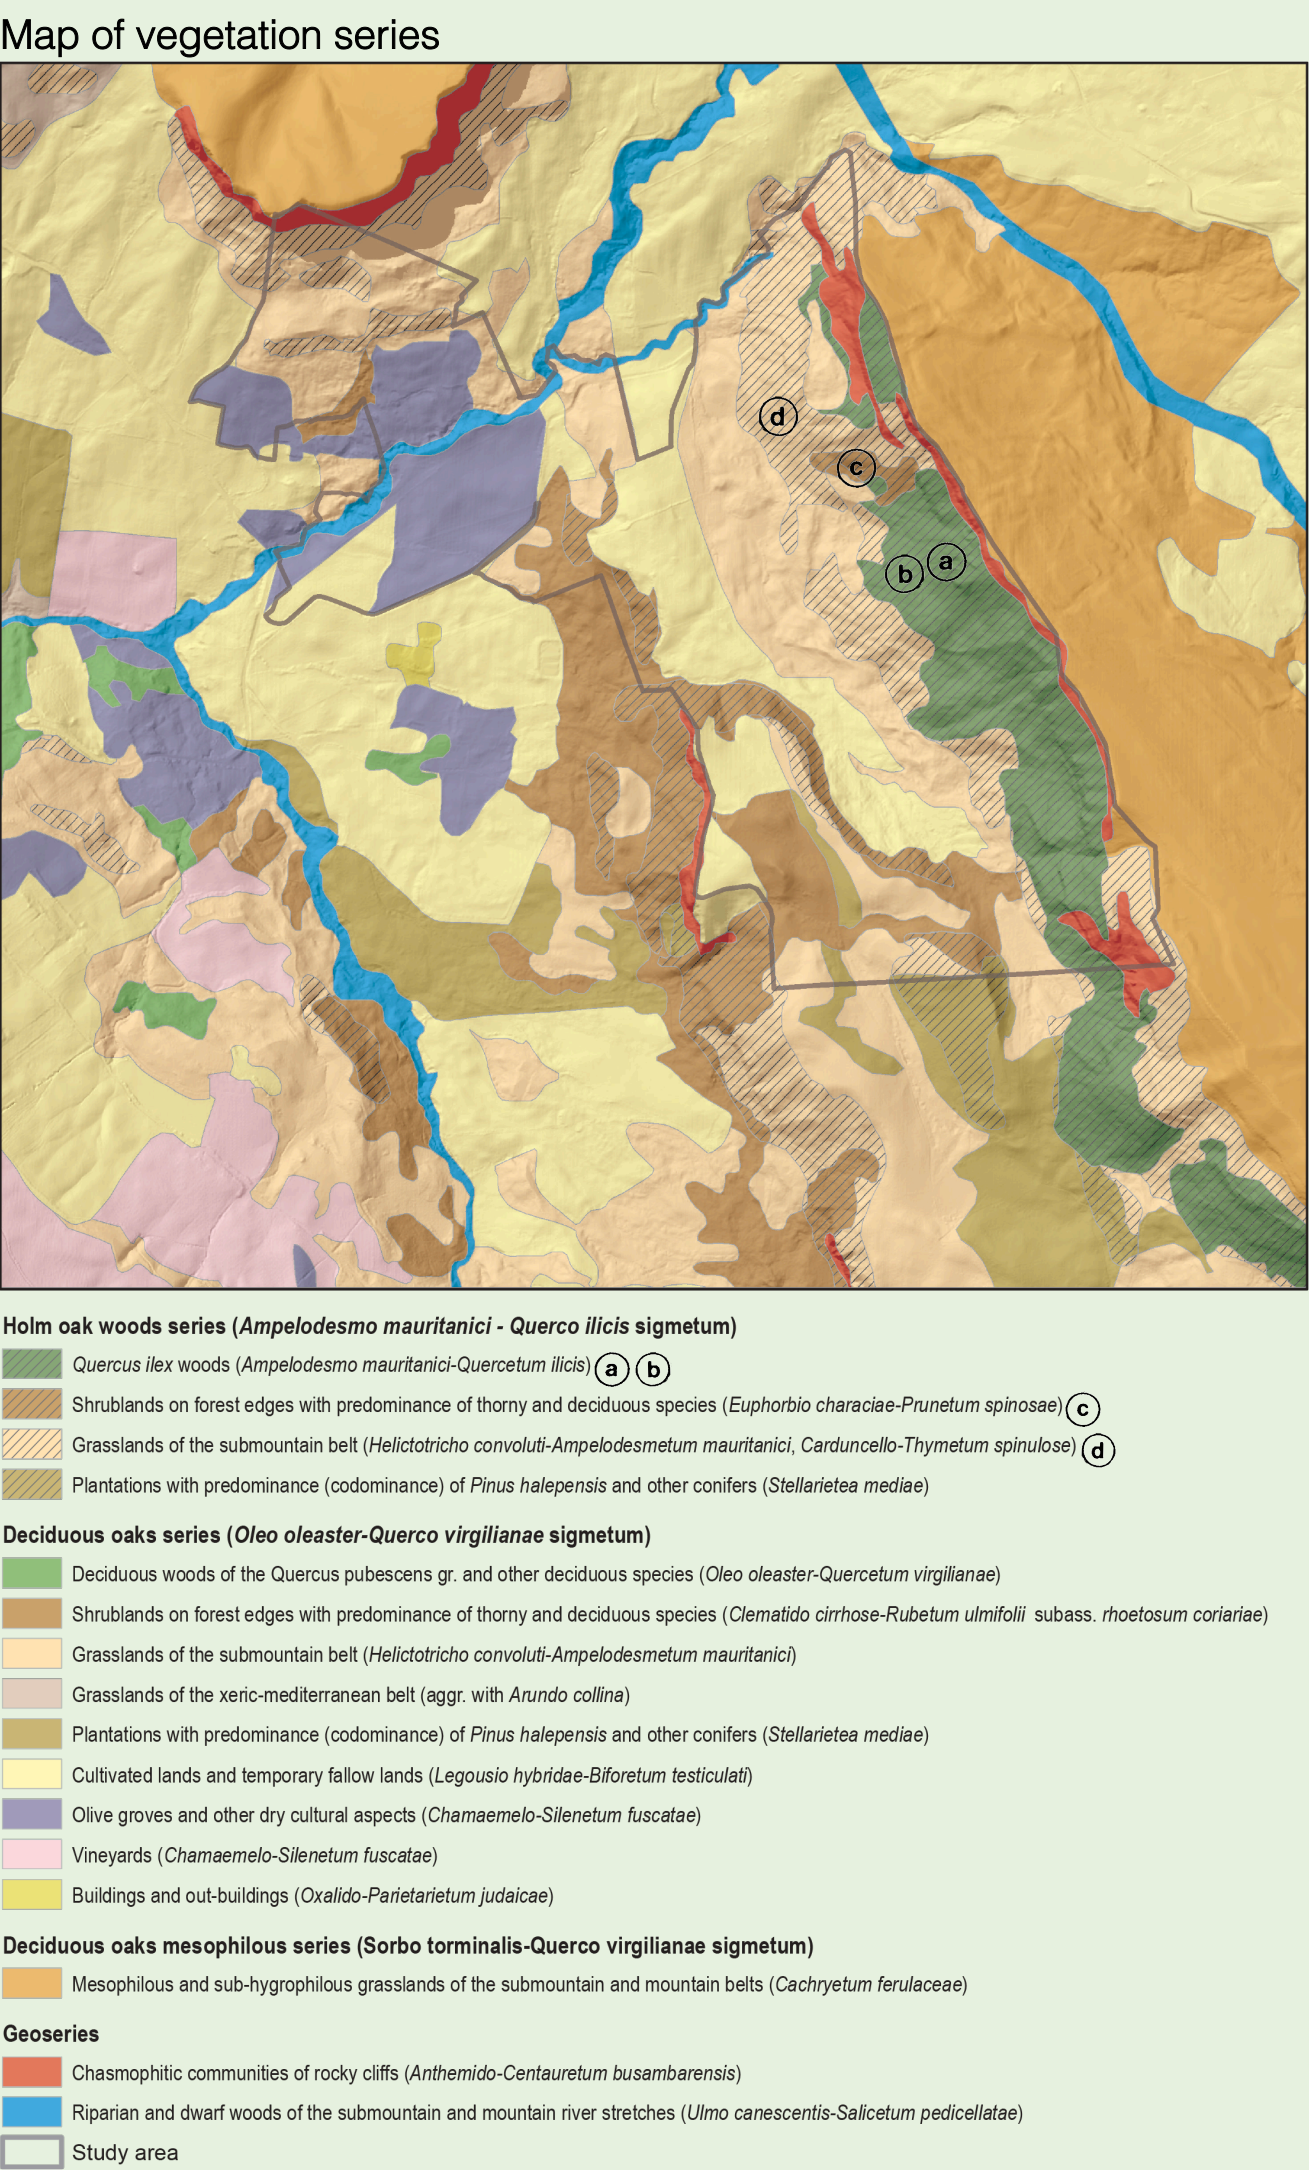 Map of vegetation series
d
c
b
a
Holm oak woods series (Ampelodesmo mauritanici - Querco ilicis sigmetum)
Quercus ilex woods (Ampelodesmo mauritanici-Quercetum ilicis) a b
Shrublands on forest edges with predominance of thorny and deciduous species (Euphorbio characiae-Prunetum spinosae) c
Grasslands of the submountain belt (Helictotricho convoluti-Ampelodesmetum mauritanici, Carduncello-Thymetum spinulose) d
Plantations with predominance (codominance) of Pinus halepensis and other conifers (Stellarietea mediae)
Deciduous oaks series (Oleo oleaster-Querco virgilianae sigmetum)
Deciduous woods of the Quercus pubescens gr. and other deciduous species (Oleo oleaster-Quercetum virgilianae)
Shrublands on forest edges with predominance of thorny and deciduous species (Clematido cirrhose-Rubetum ulmifolii subass. rhoetosum coriariae)
Grasslands of the submountain belt (Helictotricho convoluti-Ampelodesmetum mauritanici)
Grasslands of the xeric-mediterranean belt (aggr. with Arundo collina)
Plantations with predominance (codominance) of Pinus halepensis and other conifers (Stellarietea mediae)
Cultivated lands and temporary fallow lands (Legousio hybridae-Biforetum testiculati)
Olive groves and other dry cultural aspects (Chamaemelo-Silenetum fuscatae)
Vineyards (Chamaemelo-Silenetum fuscatae)
Buildings and out-buildings (Oxalido-Parietarietum judaicae)
Deciduous oaks mesophilous series (Sorbo torminalis-Querco virgilianae sigmetum)
Mesophilous and sub-hygrophilous grasslands of the submountain and mountain belts (Cachryetum ferulaceae)
Geoseries
Chasmophitic communities of rocky cliffs (Anthemido-Centauretum busambarensis)
Riparian and dwarf woods of the submountain and mountain river stretches (Ulmo canescentis-Salicetum pedicellatae)
Study area